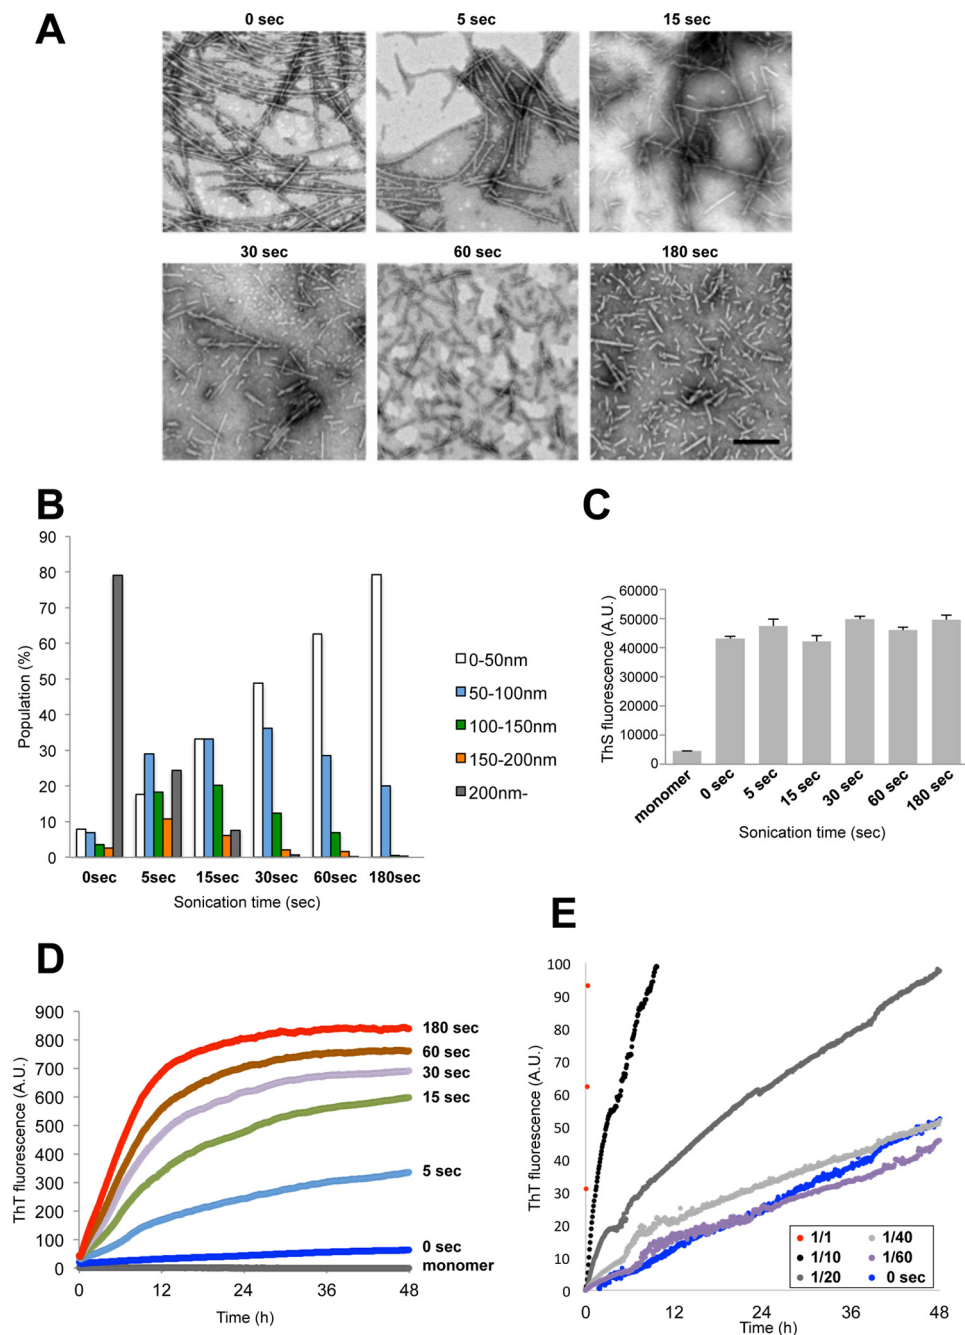 A
0 sec
5 sec
15 sec
30 sec
60 sec
180 sec
B
90
80
70
60
50
40
30
20
10
0
Population (%)
0sec
5sec
15sec
30sec
60sec
180sec
Sonication time (sec)
0-50nm
50-100nm
100-150nm
150-200nm
200nm-
C
60000
50000
40000
30000
20000
10000
0
ThS fluorescence (A.U.)
monomer
0 sec
5 sec
15 sec
30 sec
60 sec
180 sec
Sonication time (sec)
D
900
800
700
600
500
400
300
200
100
0
ThT fluorescence (A.U.)
180 sec
60 sec
30 sec
15 sec
5 sec
0 sec
monomer
0
12
24
36
48
Time (h)
E
100
90
80
70
60
50
40
30
20
10
0
ThT fluorescence (A.U.)
1/1
1/40
1/10
1/60
1/20
0 sec
12
24
36
48
Time (h)